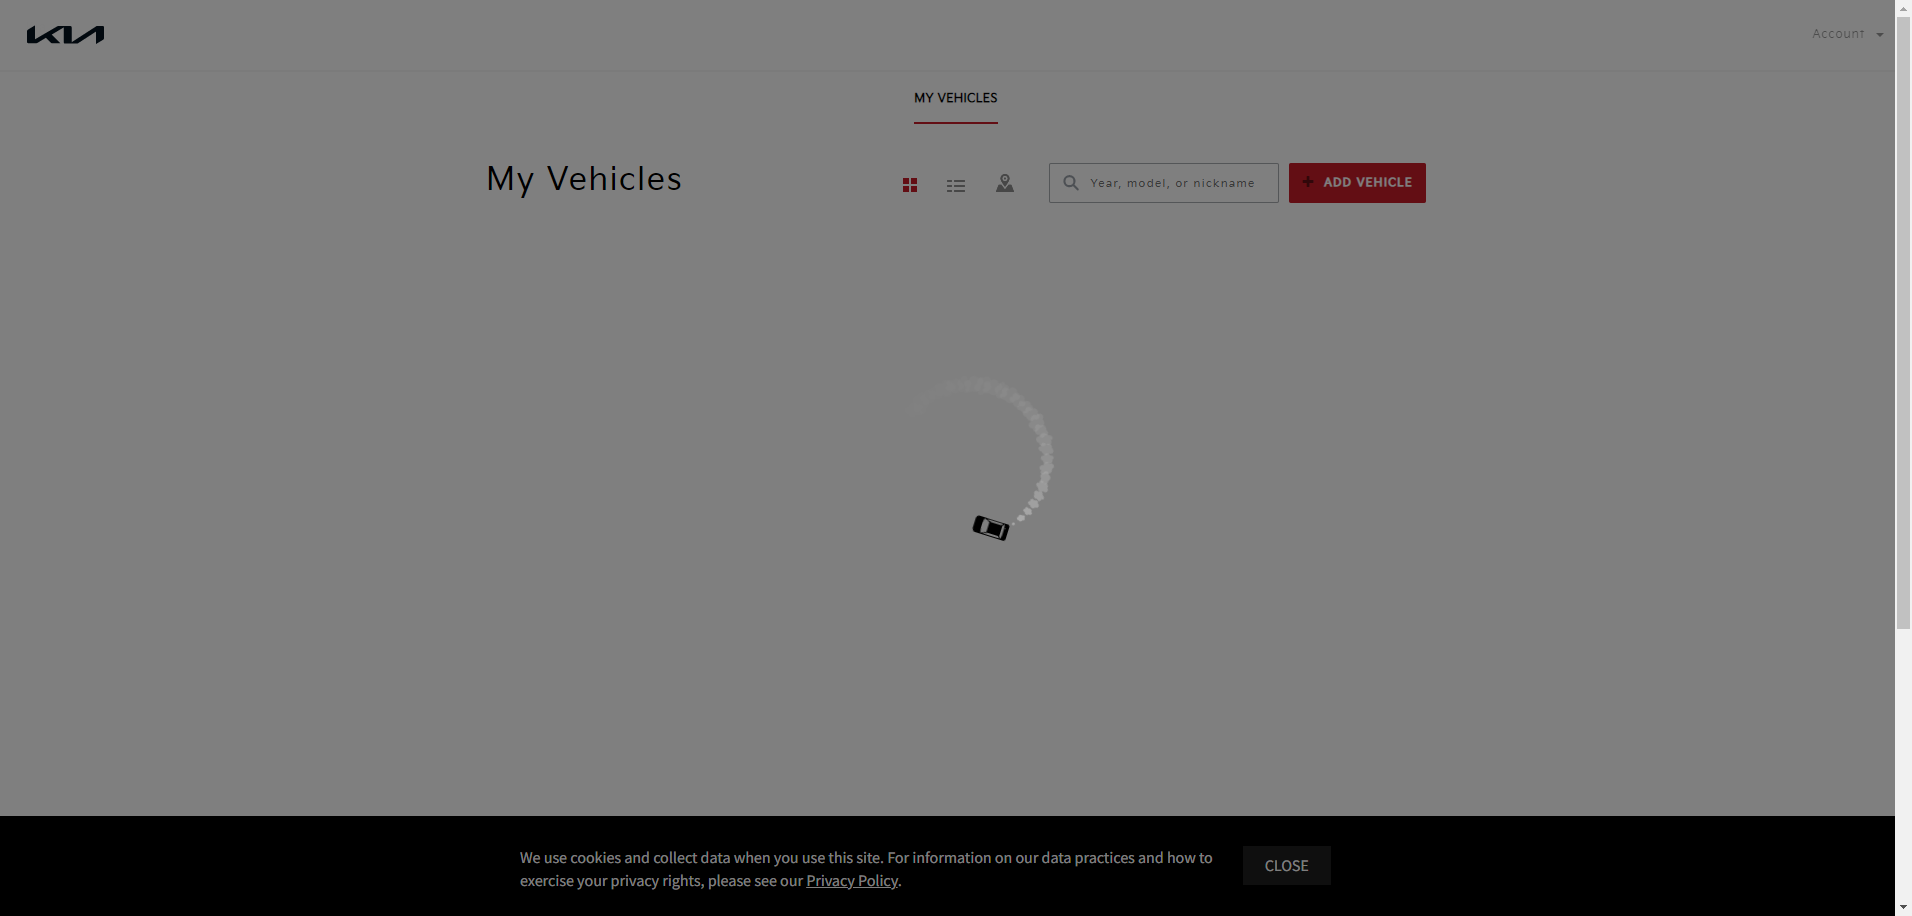 KIA
Account
MY VEHICLES
My Vehicles
Year, model, or nickname
+ ADD VEHICLE
We use cookies and collect data when you use this site. For information on our data practices and how to
exercise your privacy rights, please see our Privacy Policy.
CLOSE